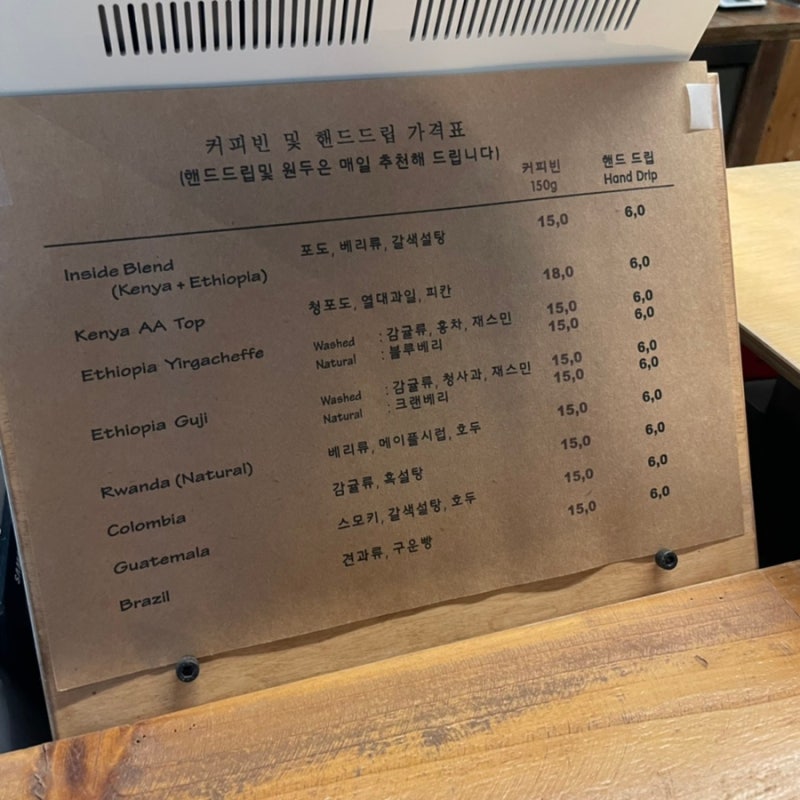 커피빈 및 핸드드립 가격표
(핸드드립및 원두은 매일 추천해 드립니다)
커피빈 핸드 드립
150g Hand Drip
Inside Blend 포도, 베리류, 갈색설탕 15,0 6,0
(Kenya + Ethiopia)
Kenya AA Top 청포도, 열대과일, 피칸 18,0 6,0
Ethiopia Yirgacheffe Washed : 감귤류, 홍차, 재스민 15,0 6,0
Natural : 블루베리 15,0 6,0
Ethiopia Guji Washed : 감귤류, 청사과, 재스민 15,0 6,0
Natural : 크랜베리 15,0 6,0
Rwanda (Natural) 베리류, 메이플시럽, 호두 15,0 6,0
Colombia 감귤류, 흑설탕 15,0 6,0
Guatemala 스모키, 갈색설탕, 호두 15,0 6,0
Brazil 견과류, 구운빵 15,0 6,0